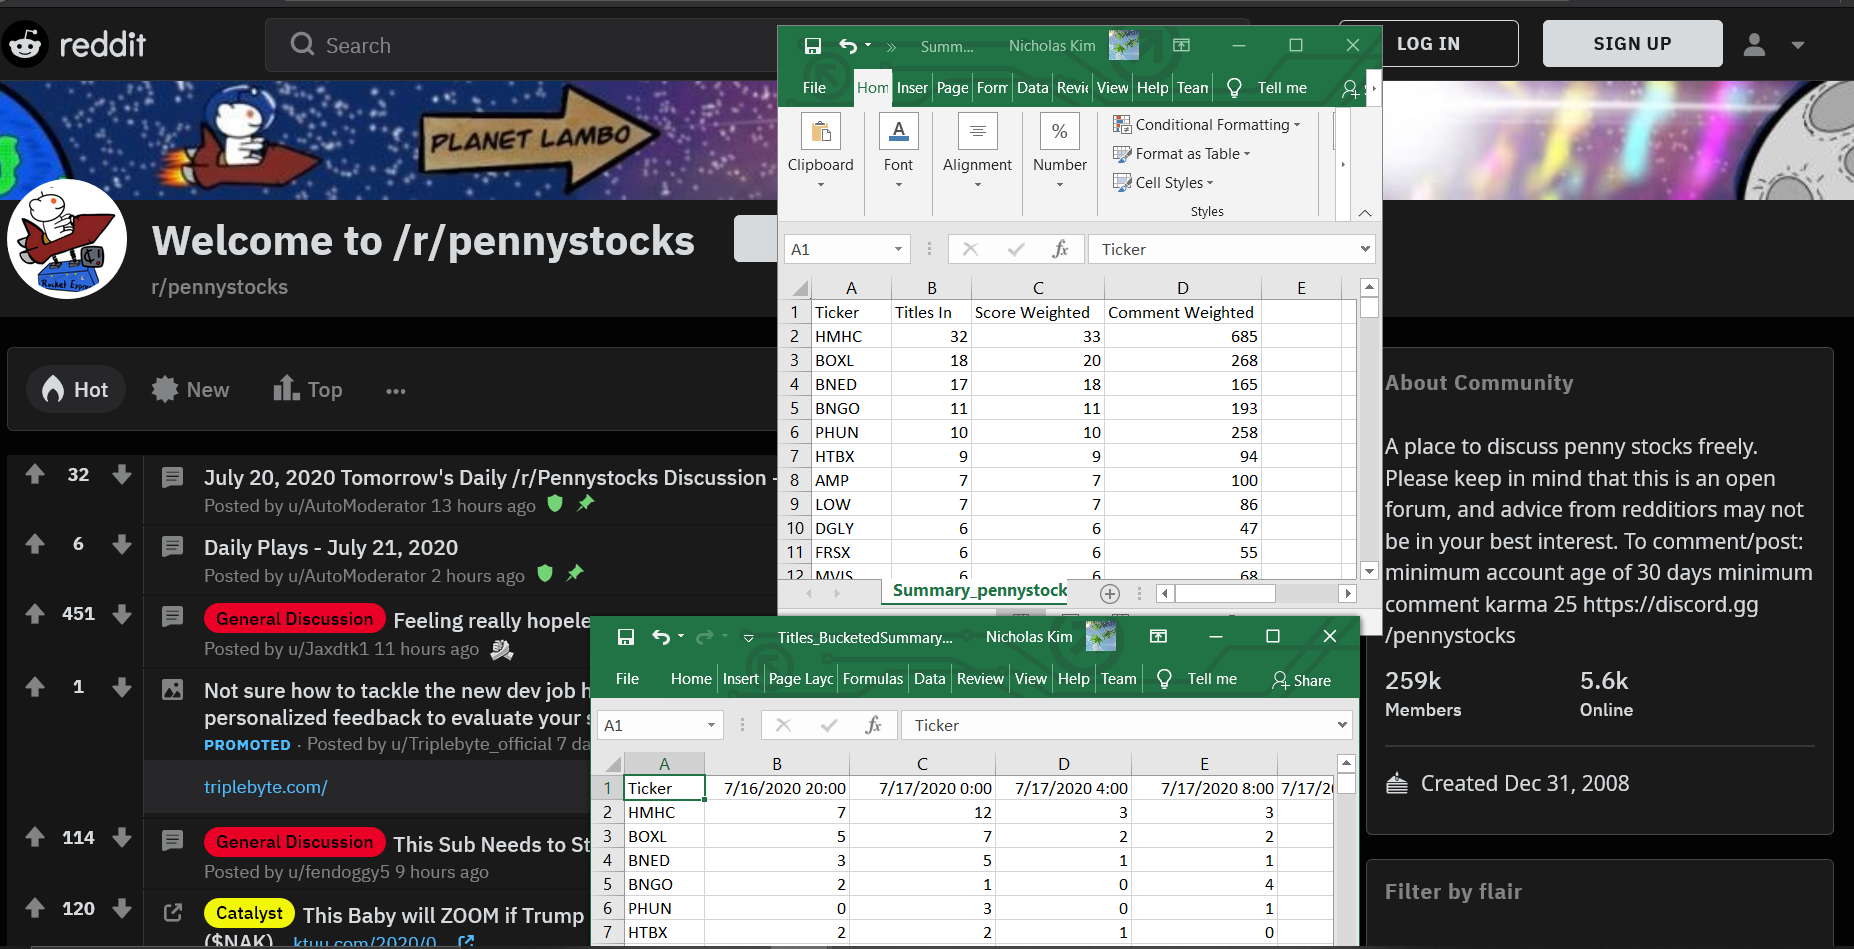 reddit
Search
LOG IN
SIGN UP
PLANET LAMBO
Rocket Express
Welcome to /r/pennystocks
r/pennystocks
Hot
New
Top
32
July 20, 2020 Tomorrow's Daily /r/Pennystocks Discussion -
Posted by u/AutoModerator 13 hours ago
6
Daily Plays - July 21, 2020
Posted by u/AutoModerator 2 hours ago
451
General Discussion Feeling really hopele
Posted by u/Jaxdtk1 11 hours ago
1
Not sure how to tackle the new dev job h
personalized feedback to evaluate your s
PROMOTED · Posted by u/Triplebyte_official 7 da
triplebyte.com/
114
General Discussion This Sub Needs to St
Posted by u/fendoggy5 9 hours ago
120
Catalyst This Baby will ZOOM if Trump
($NAK) ktuu.com/2020/0...
Summ... Nicholas Kim
File Hom Inser Page Forn Data Revie View Help Tean Tell me
Clipboard Font Alignment Number
Conditional Formatting
Format as Table
Cell Styles
Styles
A1 fx Ticker
A B C D E
1 Ticker Titles In Score Weighted Comment Weighted
2 HMHC 32 33 685
3 BOXL 18 20 268
4 BNED 17 18 165
5 BNGO 11 11 193
6 PHUN 10 10 258
7 HTBX 9 9 94
8 AMP 7 7 100
9 LOW 7 7 86
10 DGLY 6 6 47
11 FRSX 6 6 55
12 MVIS 6 6 68
Summary_pennystock
Titles_BucketedSummary... Nicholas Kim
File Home Insert Page Layc Formulas Data Review View Help Team Tell me Share
A1 fx Ticker
A B C D E
1 Ticker 7/16/2020 20:00 7/17/2020 0:00 7/17/2020 4:00 7/17/2020 8:00 7/17/20
2 HMHC 7 12 3 3
3 BOXL 5 7 2 2
4 BNED 3 5 1 1
5 BNGO 2 1 0 4
6 PHUN 0 3 0 1
7 HTBX 2 2 1 0
About Community
A place to discuss penny stocks freely.
Please keep in mind that this is an open
forum, and advice from redditiors may not
be in your best interest. To comment/post:
minimum account age of 30 days minimum
comment karma 25 https://discord.gg
/pennystocks
259k 5.6k
Members Online
Created Dec 31, 2008
Filter by flair